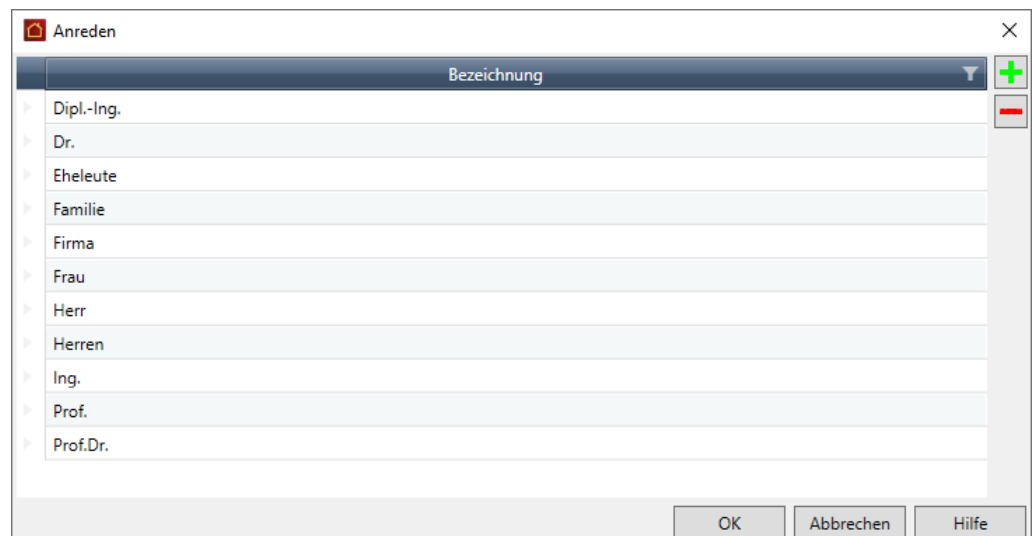 Anreden
Bezeichnung
Dipl.-Ing.
Dr.
Eheleute
Familie
Firma
Frau
Herr
Herren
Ing.
Prof.
Prof.Dr.
OK Abbrechen Hilfe